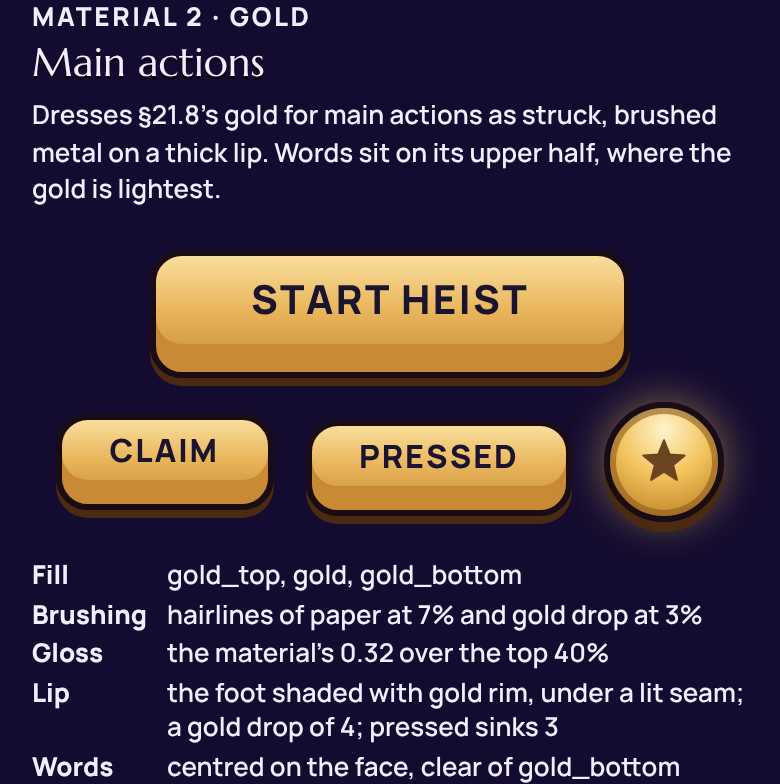 MATERIAL 2 · GOLD
Main actions
Dresses §21.8’s gold for main actions as struck, brushed
metal on a thick lip. Words sit on its upper half, where the
gold is lightest.
START HEIST
CLAIM
PRESSED
Fill gold_top, gold, gold_bottom
Brushing hairlines of paper at 7% and gold drop at 3%
Gloss the material’s 0.32 over the top 40%
Lip the foot shaded with gold rim, under a lit seam;
a gold drop of 4; pressed sinks 3
Words centred on the face, clear of gold_bottom